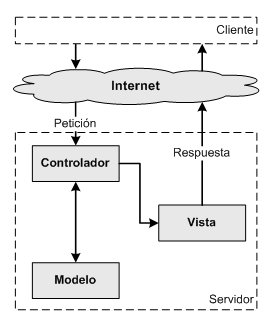 Cliente
Internet
Petición
Respuesta
Controlador
Vista
Modelo
Servidor